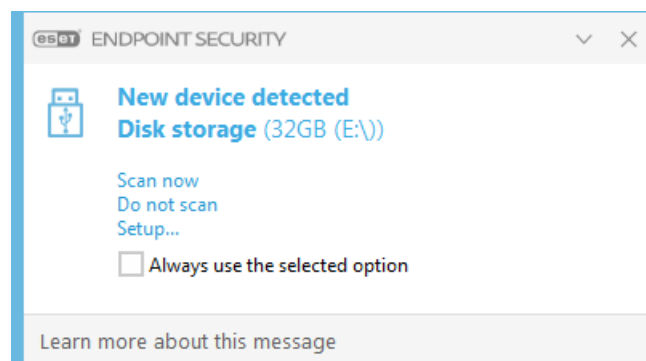 eset ENDPOINT SECURITY
New device detected
Disk storage (32GB (E:\))
Scan now
Do not scan
Setup...
Always use the selected option
Learn more about this message